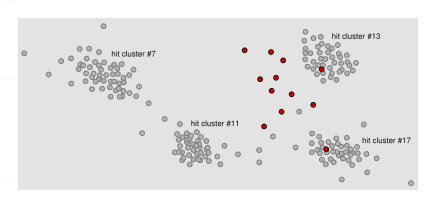 hit cluster #13
hit cluster #7
hit cluster #11
hit cluster #17